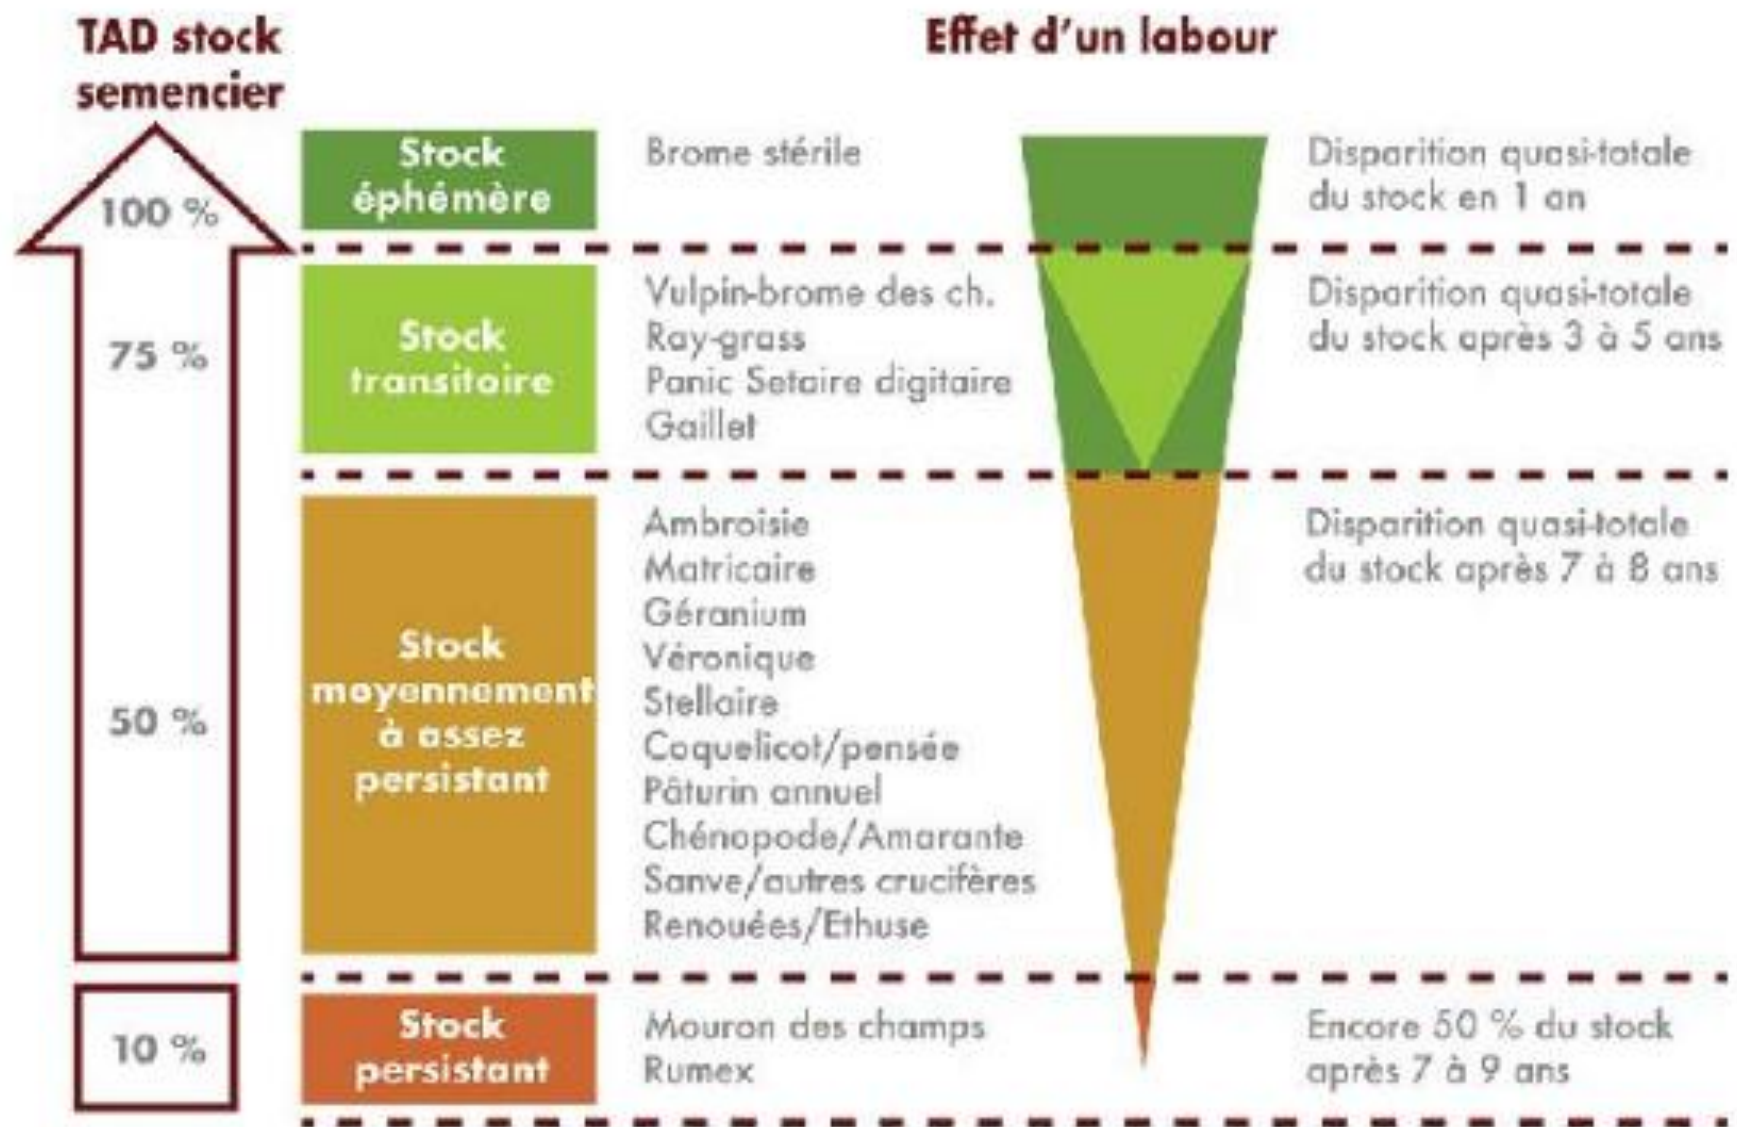 TAD stock
semencier
Effet d'un labour
100 %
Stock
éphémère
Brome stérile
Disparition quasi-totale
du stock en 1 an
75 %
Stock
transitoire
Vulpin-brome des ch.
Ray-grass
Panic Setaire digitaire
Gaillet
Disparition quasi-totale
du stock après 3 à 5 ans
50 %
Stock
moyennement
à assez
persistant
Ambroisie
Matricaire
Géranium
Véronique
Stellaire
Coquelicot/pensée
Pâturin annuel
Chénopode/Amarante
Sanve/autres crucifères
Renouées/Ethuse
Disparition quasi-totale
du stock après 7 à 8 ans
10 %
Stock
persistant
Mouron des champs
Rumex
Encore 50 % du stock
après 7 à 9 ans